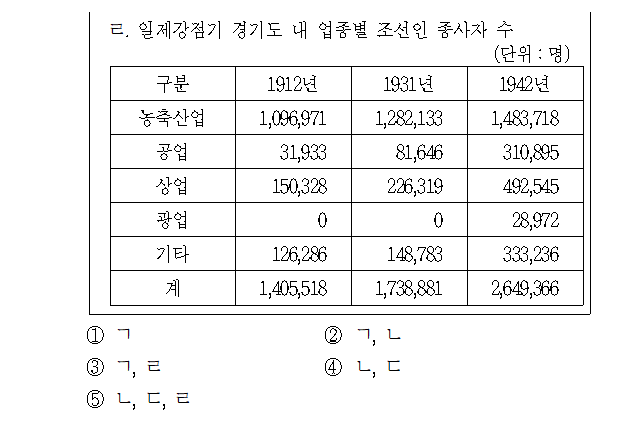 ㄹ. 일제강점기 경기도 내 업종별 조선인 종사자 수
(단위 : 명)
구분 1912년 1931년 1942년
농축산업 1,096,971 1,282,133 1,483,718
공업 31,933 81,646 310,895
상업 150,328 226,319 492,545
광업 0 0 28,972
기타 126,286 148,783 333,236
계 1,405,518 1,738,881 2,649,366
① ㄱ ② ㄱ, ㄴ
③ ㄱ, ㄹ ④ ㄴ, ㄷ
⑤ ㄴ, ㄷ, ㄹ